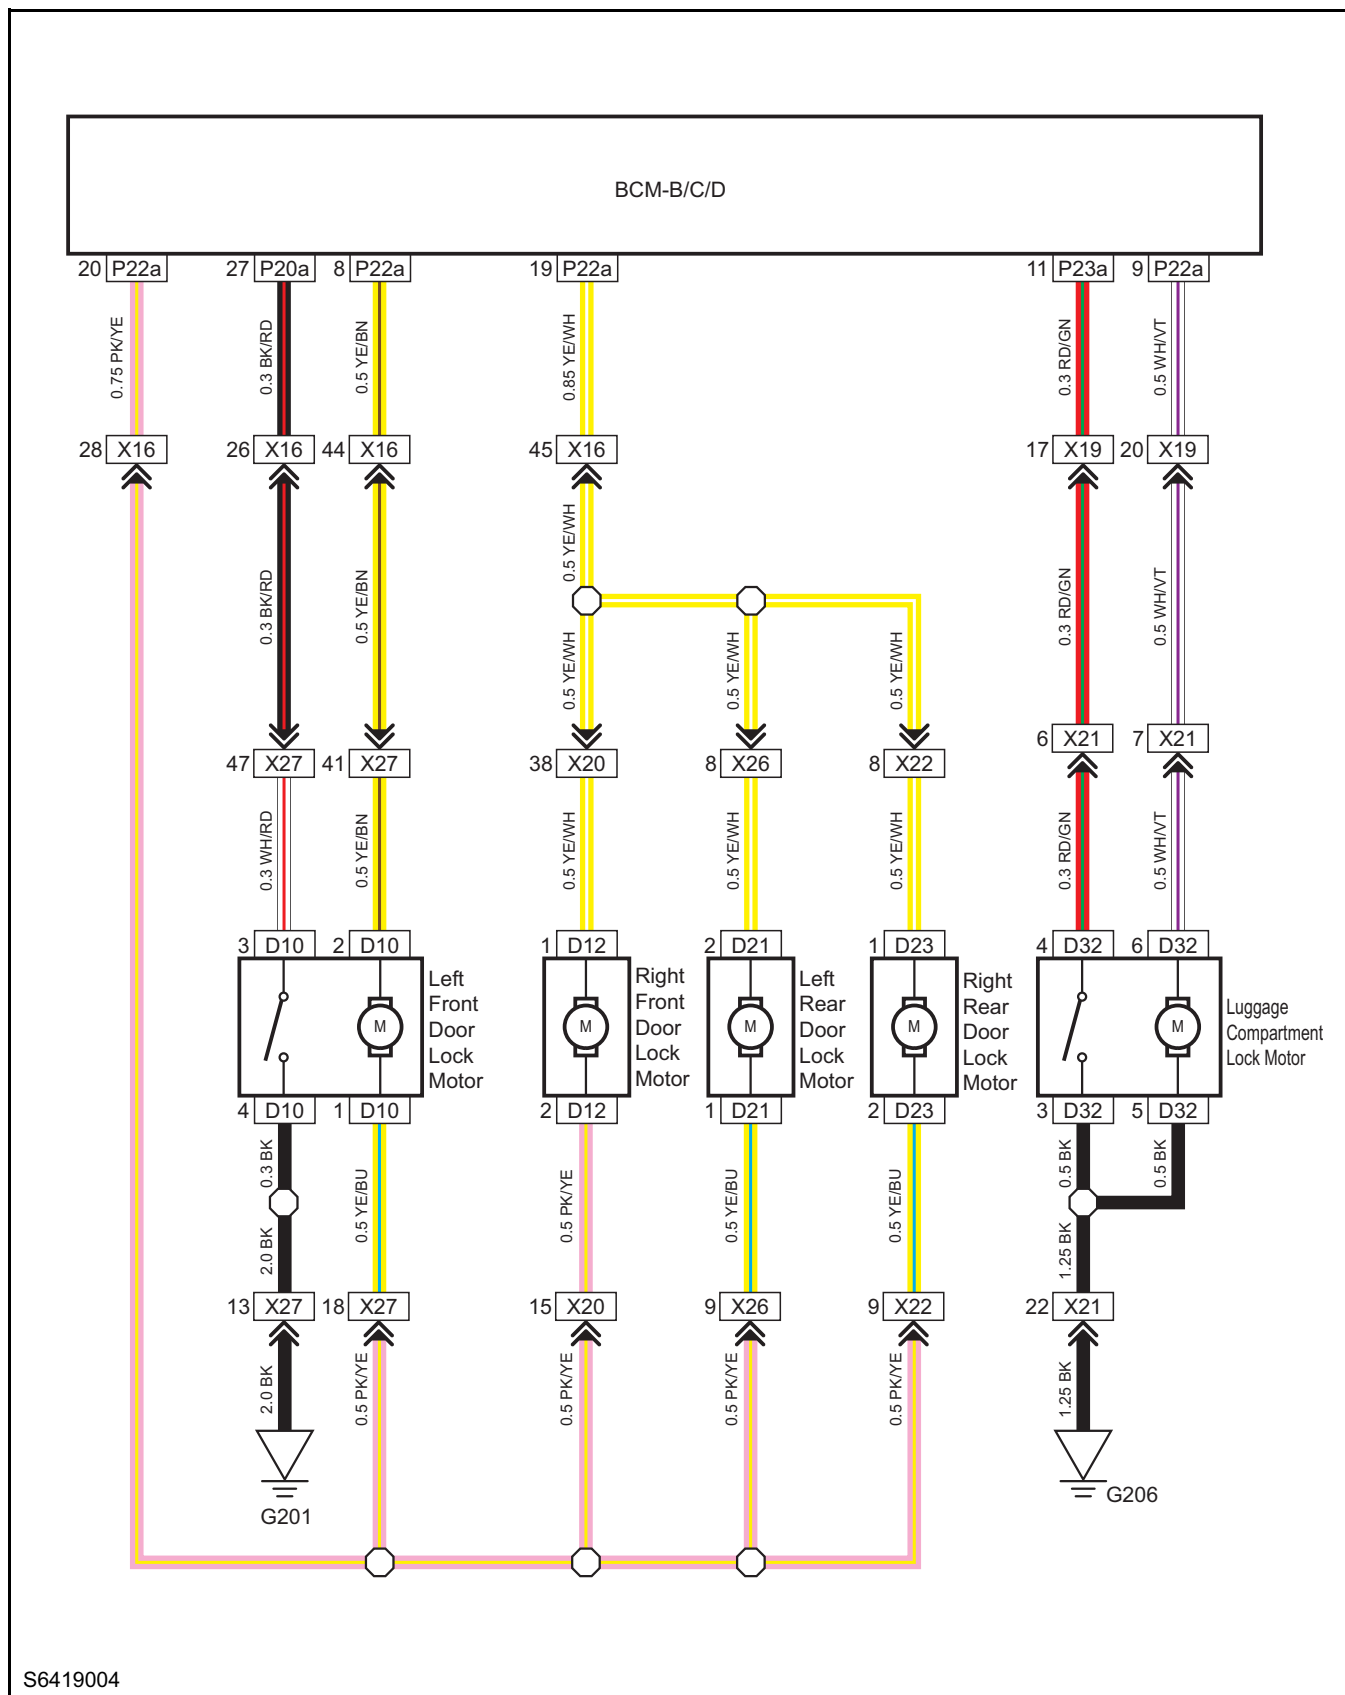 BCM-B/C/D
20 P22a 27 P20a 8 P22a 19 P22a 11 P23a 9 P22a
0.75 PK/YE 0.3 BK/RD 0.5 YE/BN 0.85 YE/WH 0.3 RD/GN 0.5 WH/VT
28 X16 26 X16 44 X16 45 X16 17 X19 20 X19
0.5 YE/WH
0.3 BK/RD 0.5 YE/BN 0.3 RD/GN 0.5 WH/VT
0.5 YE/WH 0.5 YE/WH 0.5 YE/WH
6 X21 7 X21
47 X27 41 X27 38 X20 8 X26 8 X22
0.3 WH/RD 0.5 YE/BN 0.5 YE/WH 0.5 YE/WH 0.5 YE/WH 0.3 RD/GN 0.5 WH/VT
3 D10 2 D10 1 D12 2 D21 1 D23 4 D32 6 D32
M
Left
Front
Door
Lock
Motor
M
Right
Front
Door
Lock
Motor
M
Left
Rear
Door
Lock
Motor
M
Right
Rear
Door
Lock
Motor
M
Luggage
Compartment
Lock Motor
4 D10 1 D10 2 D12 1 D21 2 D23 3 D32 5 D32
0.3 BK 0.5 YE/BU 0.5 PK/YE 0.5 YE/BU 0.5 YE/BU 0.5 BK 0.5 BK
2.0 BK 1.25 BK
13 X27 18 X27 15 X20 9 X26 9 X22 22 X21
2.0 BK 0.5 PK/YE 0.5 PK/YE 0.5 PK/YE 0.5 PK/YE 1.25 BK
G201 G206
S6419004